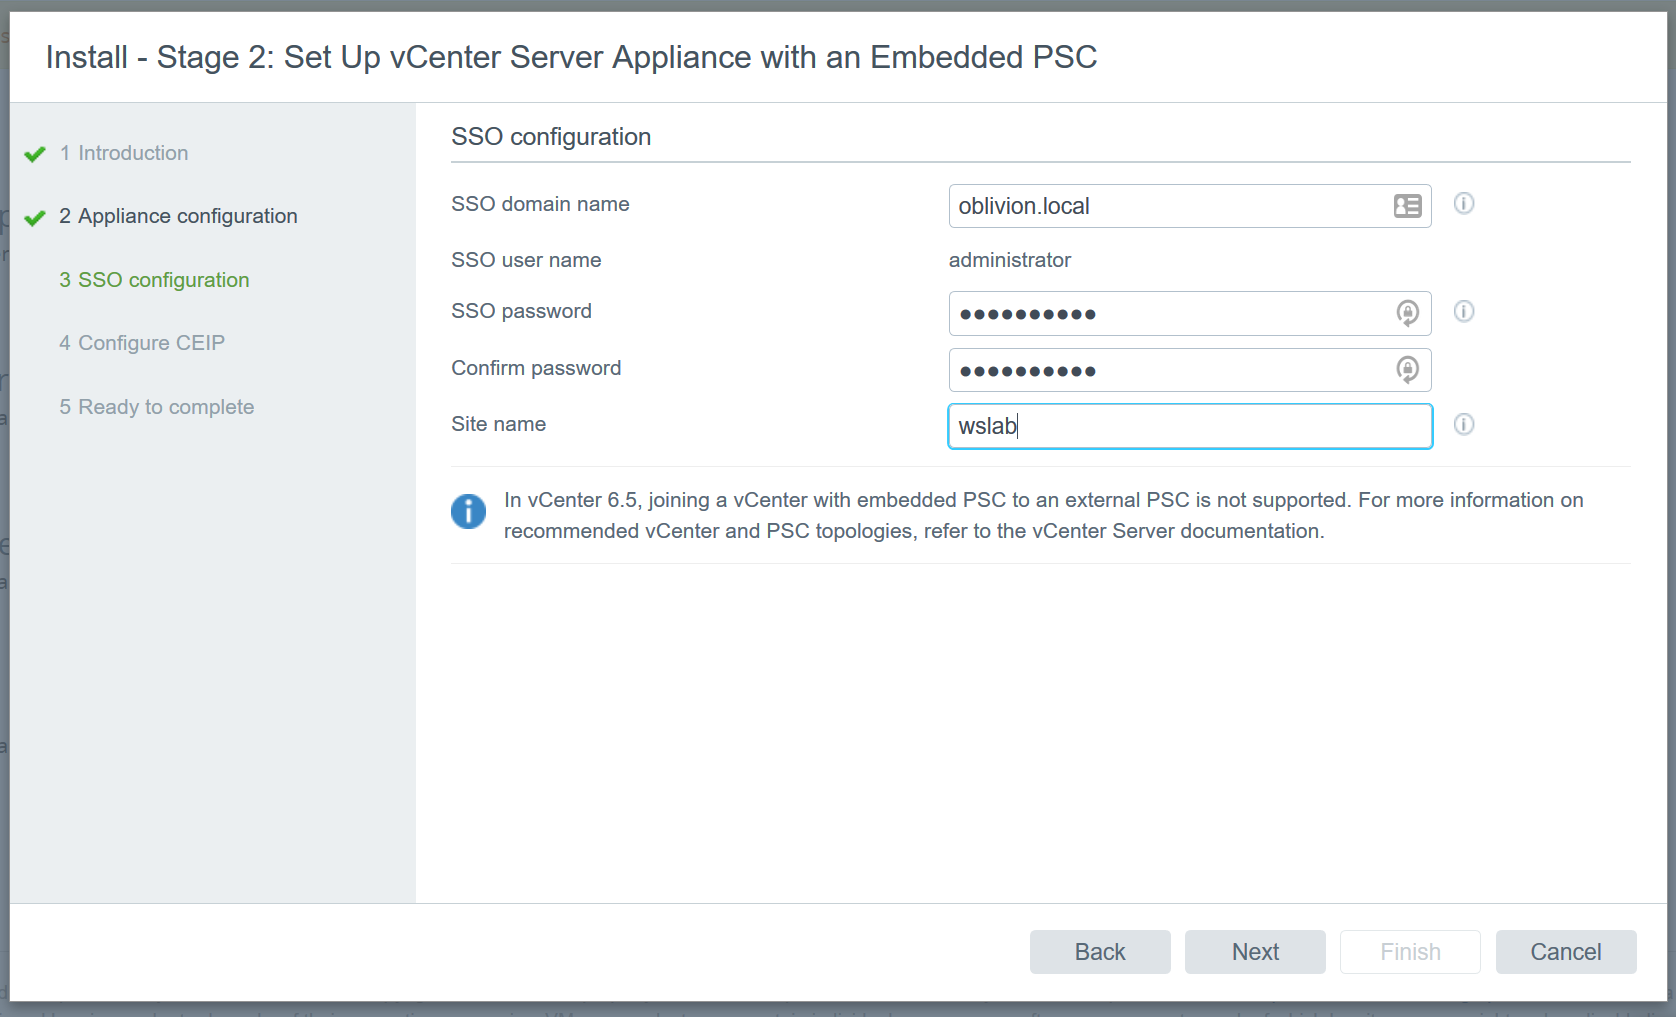 Install - Stage 2: Set Up vCenter Server Appliance with an Embedded PSC
1 Introduction
2 Appliance configuration
3 SSO configuration
4 Configure CEIP
5 Ready to complete
SSO configuration
SSO domain name
oblivion.local
SSO user name
administrator
SSO password
Confirm password
Site name
wslab
In vCenter 6.5, joining a vCenter with embedded PSC to an external PSC is not supported. For more information on
recommended vCenter and PSC topologies, refer to the vCenter Server documentation.
Back
Next
Finish
Cancel